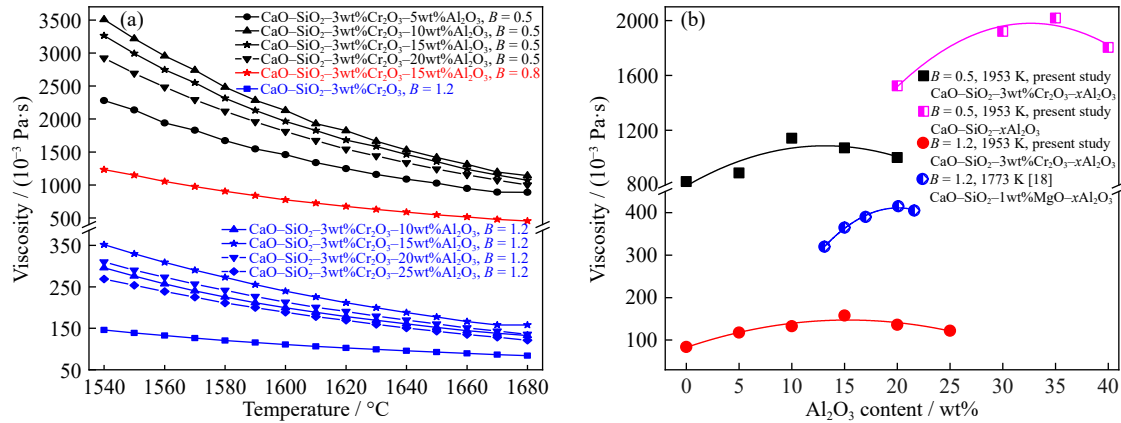 (a)
CaO–SiO₂–3wt%Cr₂O₃–5wt%Al₂O₃, B = 0.5
CaO–SiO₂–3wt%Cr₂O₃–10wt%Al₂O₃, B = 0.5
CaO–SiO₂–3wt%Cr₂O₃–15wt%Al₂O₃, B = 0.5
CaO–SiO₂–3wt%Cr₂O₃–20wt%Al₂O₃, B = 0.5
CaO–SiO₂–3wt%Cr₂O₃–15wt%Al₂O₃, B = 0.8
CaO–SiO₂–3wt%Cr₂O₃, B = 1.2
CaO–SiO₂–3wt%Cr₂O₃–10wt%Al₂O₃, B = 1.2
CaO–SiO₂–3wt%Cr₂O₃–15wt%Al₂O₃, B = 1.2
CaO–SiO₂–3wt%Cr₂O₃–20wt%Al₂O₃, B = 1.2
CaO–SiO₂–3wt%Cr₂O₃–25wt%Al₂O₃, B = 1.2
Viscosity / (10⁻³ Pa·s)
3500
3000
2500
2000
1500
1000
500
350
250
150
50
1540 1560 1580 1600 1620 1640 1660 1680
Temperature / °C
(b)
B = 0.5, 1953 K, present study
CaO–SiO₂–3wt%Cr₂O₃–xAl₂O₃
B = 0.5, 1953 K, present study
CaO–SiO₂–xAl₂O₃
B = 1.2, 1953 K, present study
CaO–SiO₂–3wt%Cr₂O₃–xAl₂O₃
B = 1.2, 1773 K [18]
CaO–SiO₂–1wt%MgO–xAl₂O₃
Viscosity / (10⁻³ Pa·s)
2000
1600
1200
800
400
300
200
100
0 5 10 15 20 25 30 35 40
Al₂O₃ content / wt%